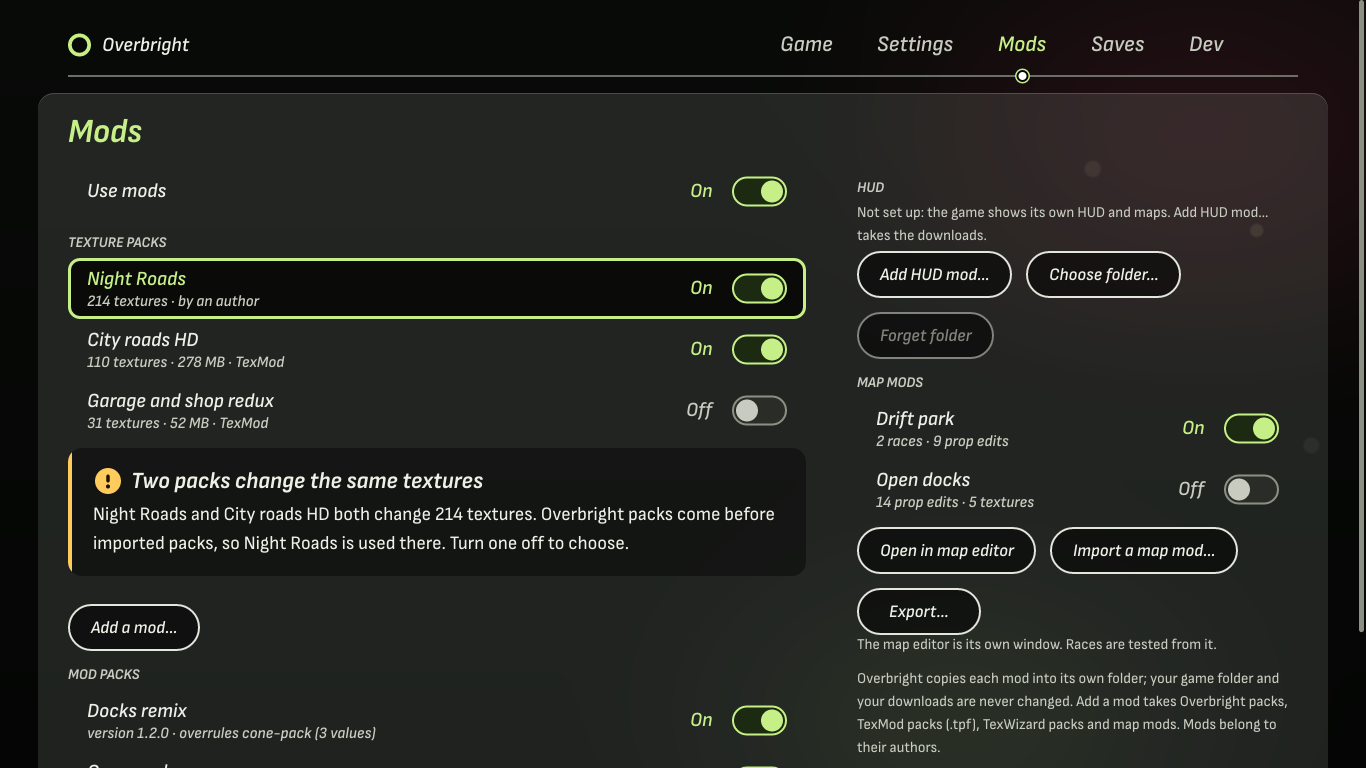 Overbright
Game Settings Mods Saves Dev
Mods
Use mods On
TEXTURE PACKS
Night Roads
214 textures · by an author
On
City roads HD
110 textures · 278 MB · TexMod
On
Garage and shop redux
31 textures · 52 MB · TexMod
Off
Two packs change the same textures
Night Roads and City roads HD both change 214 textures. Overbright packs come before
imported packs, so Night Roads is used there. Turn one off to choose.
Add a mod...
MOD PACKS
Docks remix
version 1.2.0 · overrules cone-pack (3 values)
On
HUD
Not set up: the game shows its own HUD and maps. Add HUD mod...
takes the downloads.
Add HUD mod... Choose folder...
Forget folder
MAP MODS
Drift park
2 races · 9 prop edits
On
Open docks
14 prop edits · 5 textures
Off
Open in map editor Import a map mod...
Export...
The map editor is its own window. Races are tested from it.
Overbright copies each mod into its own folder; your game folder and
your downloads are never changed. Add a mod takes Overbright packs,
TexMod packs (.tpf), TexWizard packs and map mods. Mods belong to
their authors.